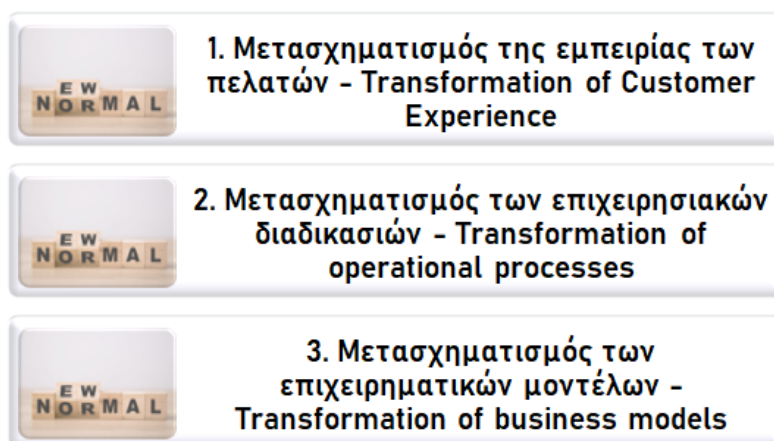 E W
N O R M A L
1. Μετασχηματισμός της εμπειρίας των
πελατών - Transformation of Customer
Experience
E W
N O R M A L
2. Μετασχηματισμός των επιχειρησιακών
διαδικασιών - Transformation of
operational processes
E W
N O R M A L
3. Μετασχηματισμός των
επιχειρηματικών μοντέλων -
Transformation of business models